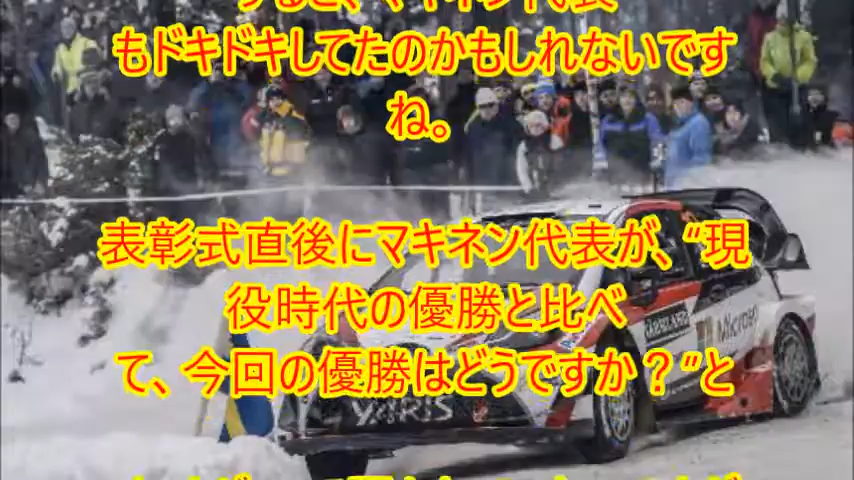 もドキドキしてたのかもしれないです
ね。
表彰式直後にマキネン代表が、“現
役時代の優勝と比べ
て、今回の優勝はどうですか？”と
YARIS
Microsoft